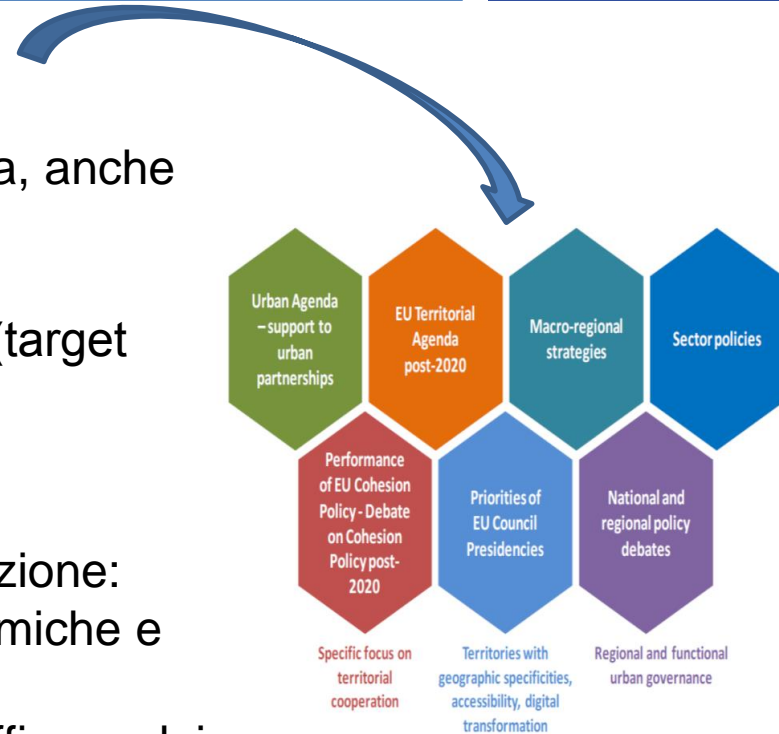 a, anche
(target
zione:
miche e
Urban Agenda
– support to
urban
partnerships
EU Territorial
Agenda
post-2020
Macro-regional
strategies
Sector policies
Performance
of EU Cohesion
Policy - Debate
on Cohesion
Policy post-
2020
Priorities of
EU Council
Presidencies
National and
regional policy
debates
Specific focus on
territorial
cooperation
Territories with
geographic specificities,
accessibility, digital
transformation
Regional and functional
urban governance